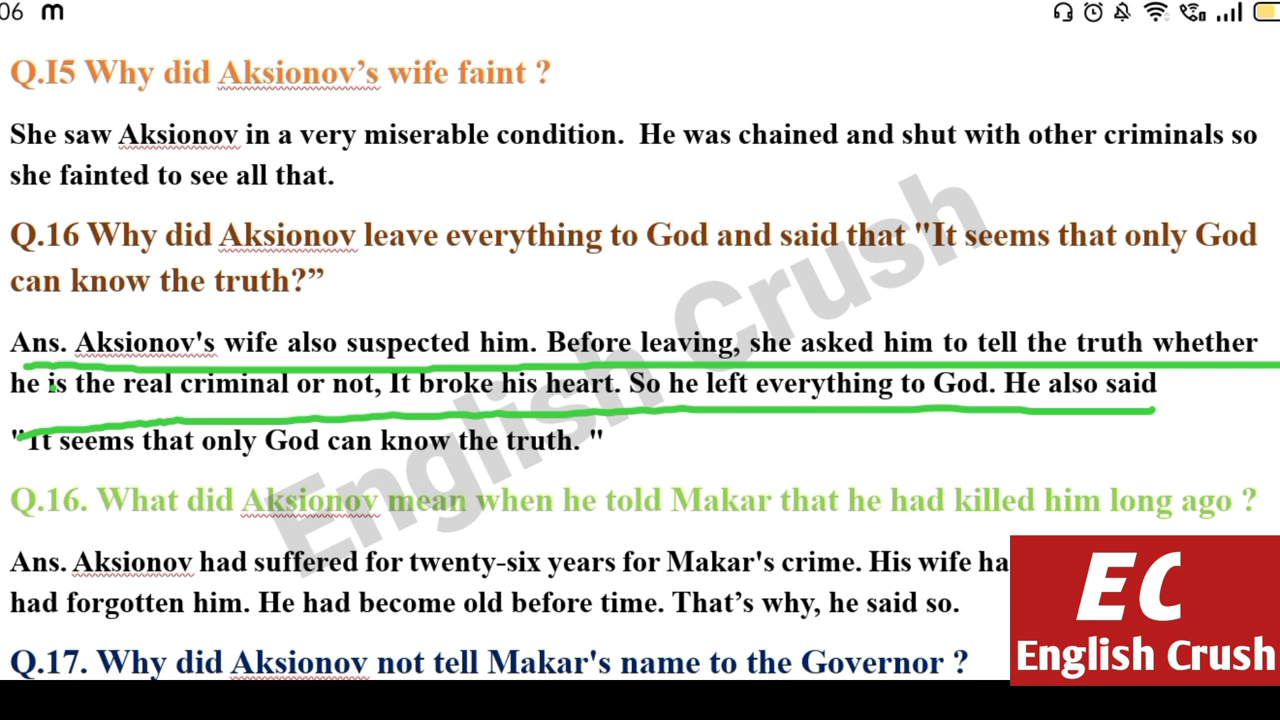 06 m
Q.I5 Why did Aksionov’s wife faint ?
She saw Aksionov in a very miserable condition. He was chained and shut with other criminals so
she fainted to see all that.
Q.16 Why did Aksionov leave everything to God and said that "It seems that only God
can know the truth?”
Ans. Aksionov's wife also suspected him. Before leaving, she asked him to tell the truth whether
he is the real criminal or not, It broke his heart. So he left everything to God. He also said
"It seems that only God can know the truth. "
English Crush
Q.16. What did Aksionov mean when he told Makar that he had killed him long ago ?
Ans. Aksionov had suffered for twenty-six years for Makar's crime. His wife ha
had forgotten him. He had become old before time. That’s why, he said so.
Q.17. Why did Aksionov not tell Makar's name to the Governor ?
EC
English Crush